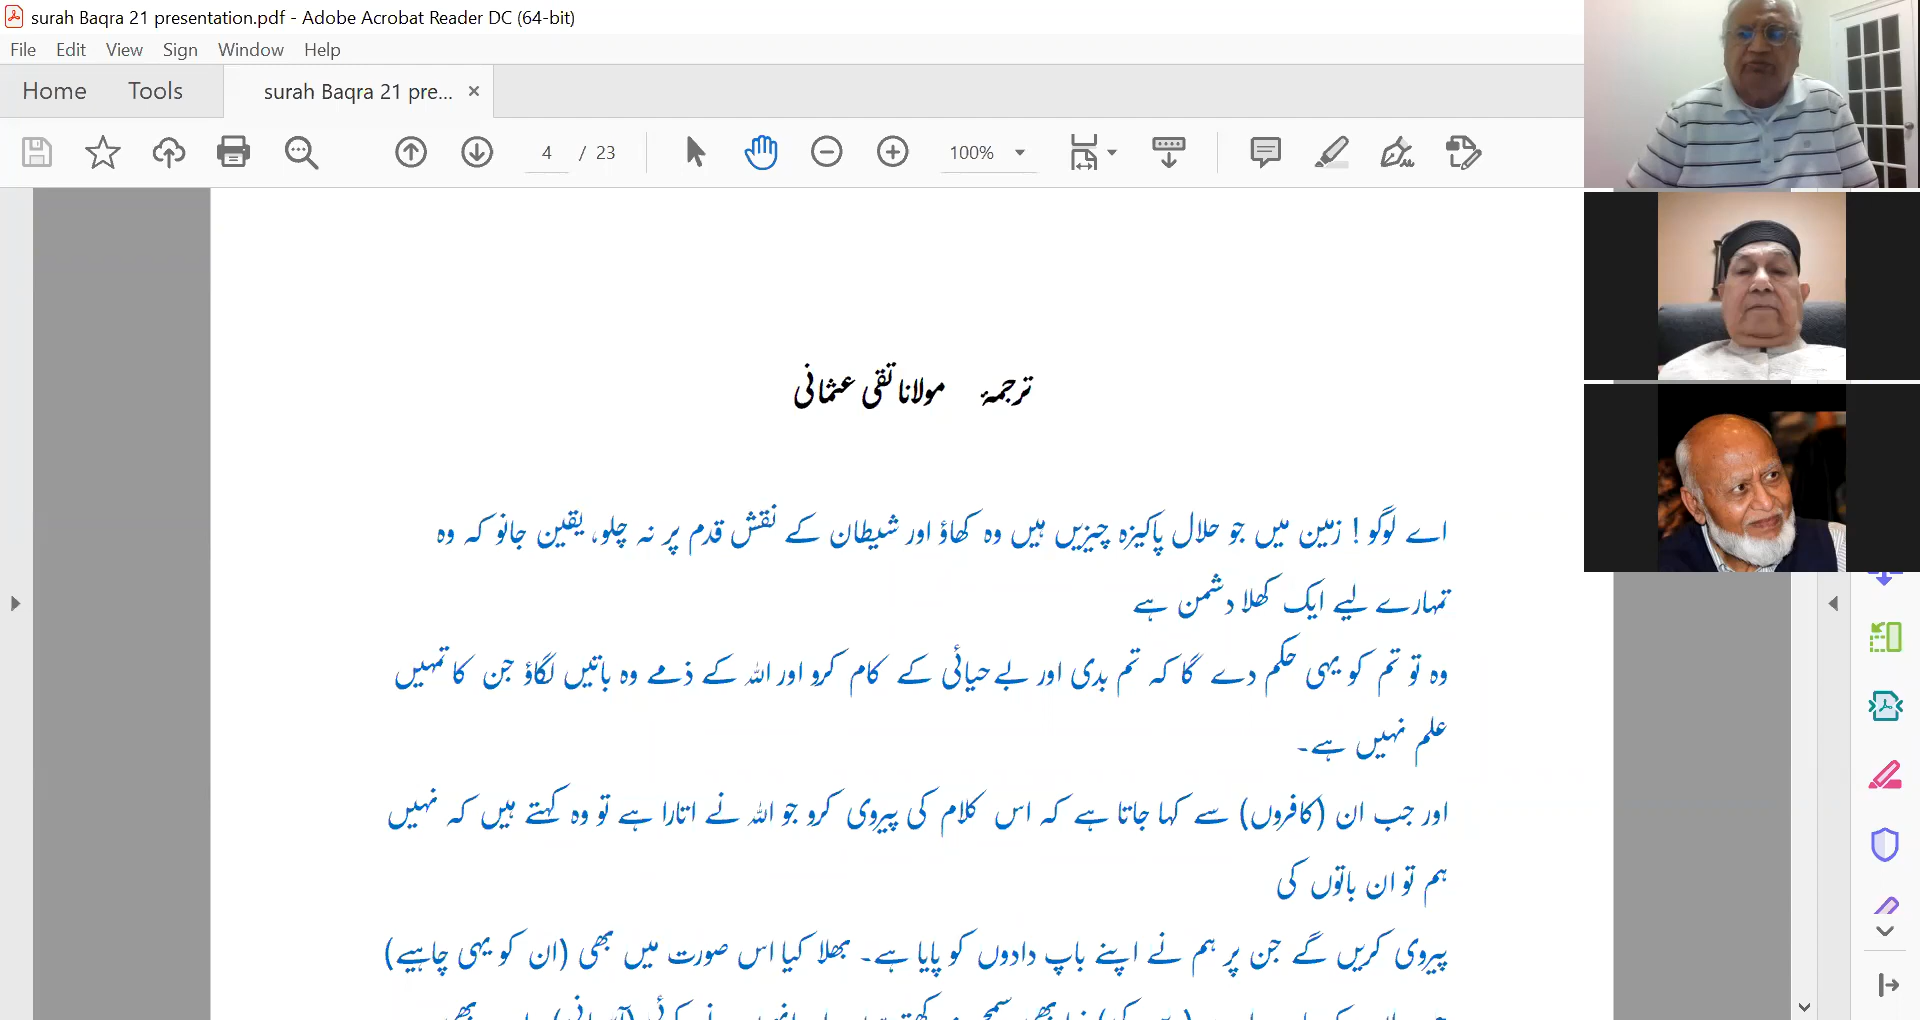 surah Baqra 21 presentation.pdf - Adobe Acrobat Reader DC (64-bit)
File Edit View Sign Window Help
Home Tools surah Baqra 21 pre... ×
4 / 23 100%
ترجمۂ مولانا تقی عثمانی
اے لوگو ! زمین میں جو حلال پاکیزہ چیزیں ہیں وہ کھاؤ اور شیطان کے نقش قدم پر نہ چلو، یقین جانو کہ وہ
تمہارے لیے ایک کھلا دشمن ہے
وہ تو تم کو یہی حکم دے گا کہ تم بدی اور بے حیائی کے کام کرو اور اللہ کے ذمے وہ باتیں لگاؤ جن کا تمہیں
علم نہیں ہے۔
اور جب ان (کافروں) سے کہا جاتا ہے کہ اس کلام کی پیروی کرو جو اللہ نے اتارا ہے تو وہ کہتے ہیں کہ نہیں
ہم تو ان باتوں کی
پیروی کریں گے جن پر ہم نے اپنے باپ دادوں کو پایا ہے۔ بھلا کیا اس صورت میں بھی (ان کو یہی چاہیے)